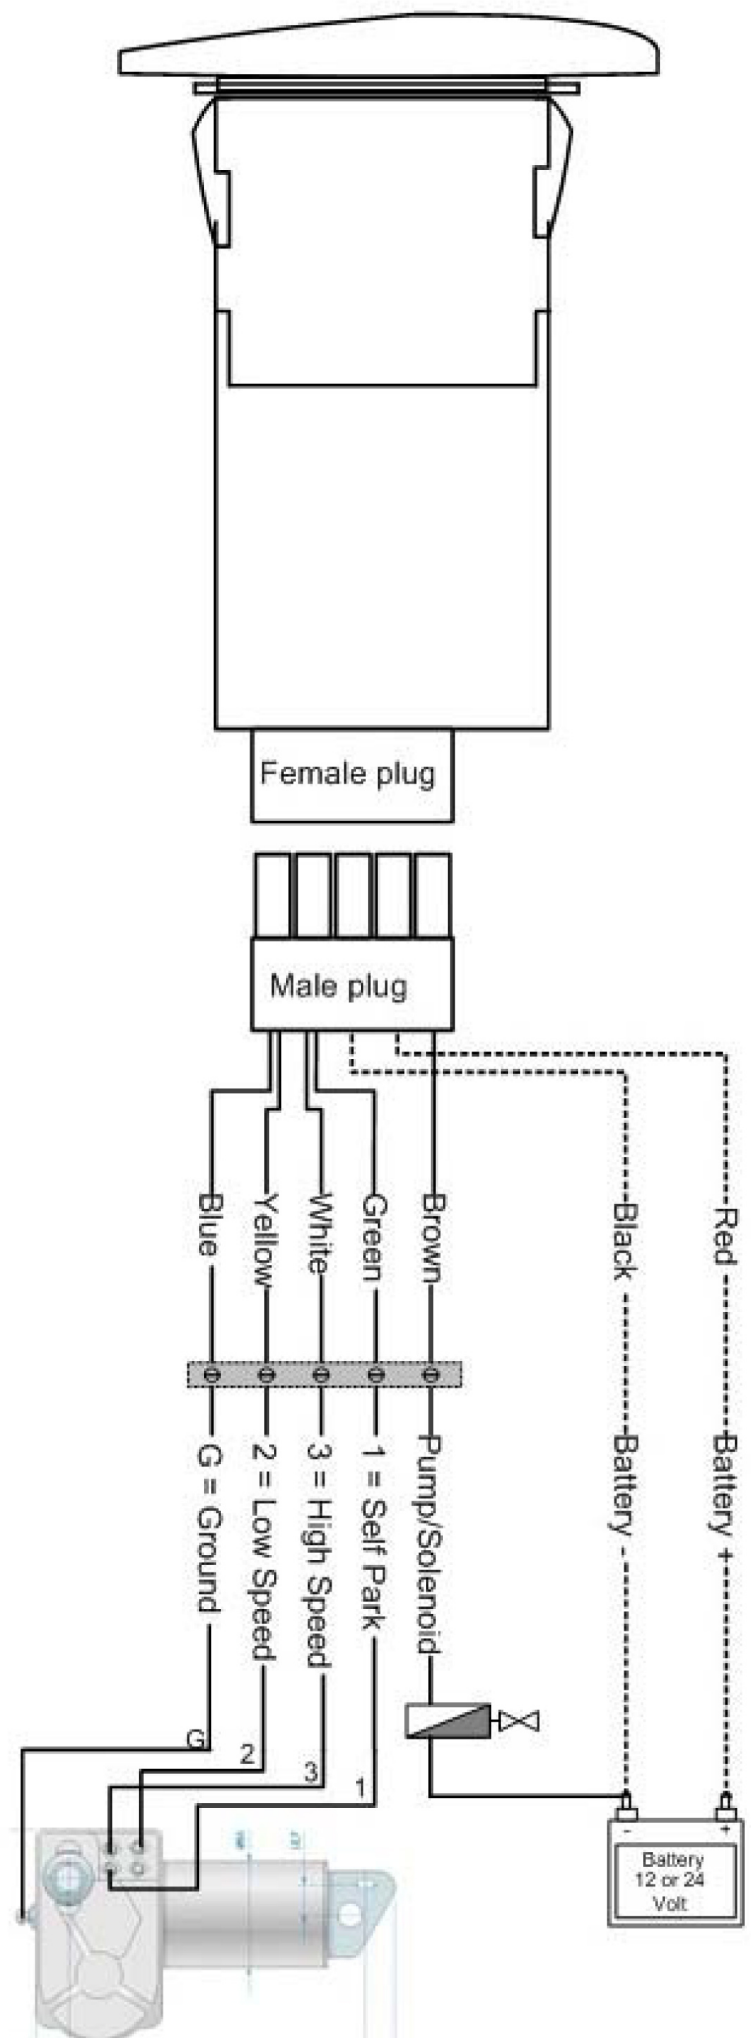 Female plug
Male plug
Blue
Yellow
White
Green
Brown
Black
Red
G = Ground
2 = Low Speed
3 = High Speed
1 = Self Park
Pump/Solenoid
Battery -
Battery +
G
2
3
1
- +
Battery
12 or 24
Volt